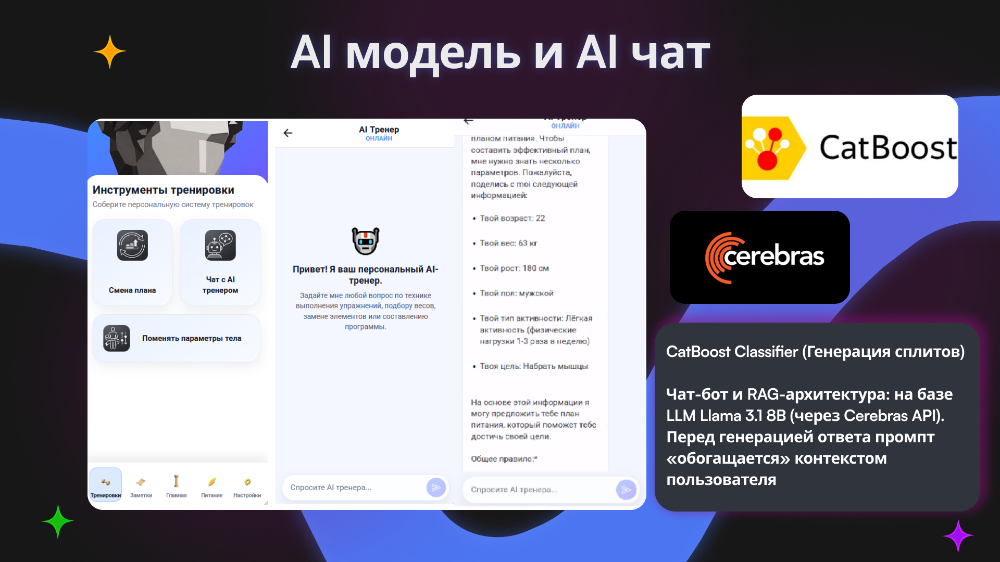 AI модель и AI чат
Инструменты тренировки
Соберите персональную систему тренировок
Смена плана
Чат с AI
тренером
Поменять параметры тела
Тренировки
Заметки
Главная
Питание
Настройки
AI Тренер
ОНЛАЙН
Привет! Я ваш персональный AI-
тренер.
Задайте мне любой вопрос по технике
выполнения упражнений, подбору весов,
замене элементов или составлению
программы.
Спросите AI тренера...
AI Тренер
ОНЛАЙН
планом питания. Чтобы
составить эффективный план,
мне нужно знать несколько
параметров. Пожалуйста,
поделись с moi следующей
информацией:
• Твой возраст: 22
• Твой вес: 63 кг
• Твой рост: 180 см
• Твой пол: мужской
• Твой тип активности: Лёгкая
активность (физические
нагрузки 1-3 раза в неделю)
• Твоя цель: Набрать мышцы
На основе этой информации я
могу предложить тебе план
питания, который поможет тебе
достичь своей цели.
Общее правило:*
Спросите AI тренера...
CatBoost
cerebras
CatBoost Classifier (Генерация сплитов)
Чат-бот и RAG-архитектура: на базе
LLM Llama 3.1 8B (через Cerebras API).
Перед генерацией ответа промпт
«обогащается» контекстом
пользователя